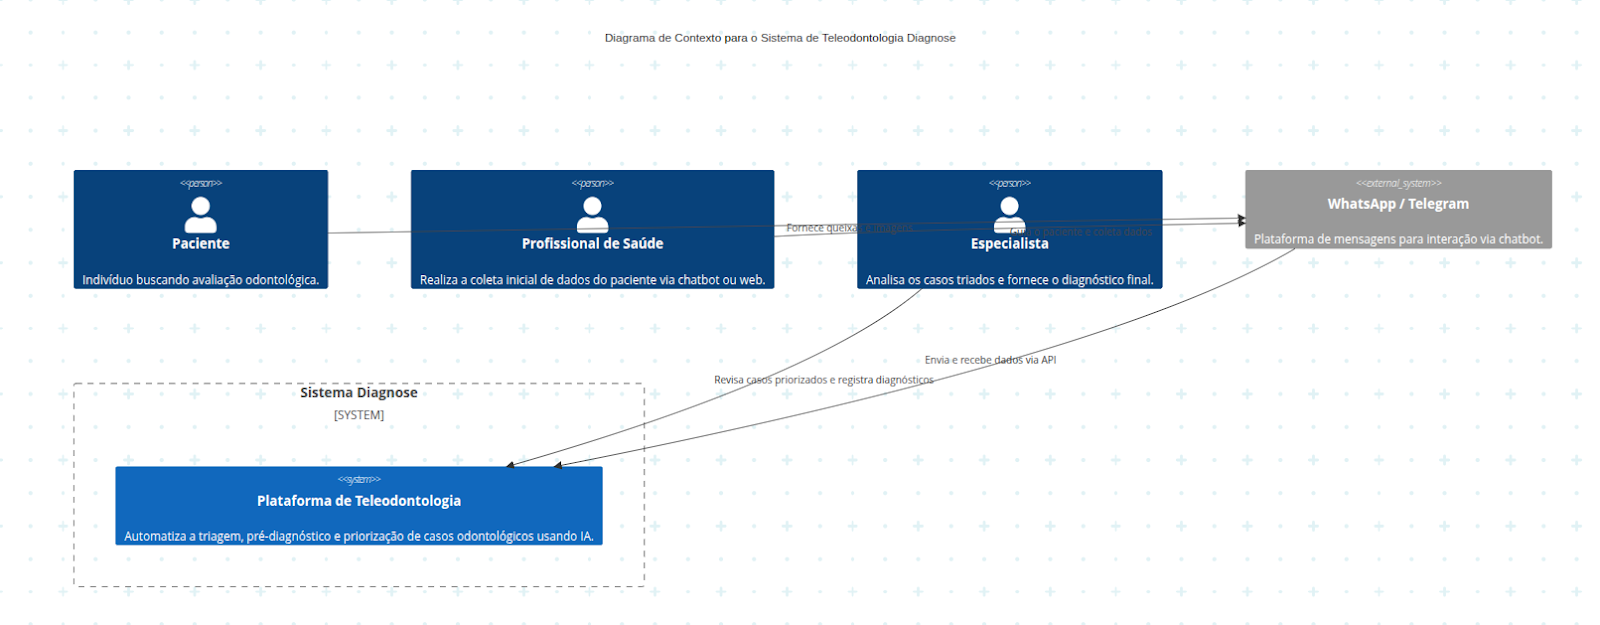 Diagrama de Contexto para o Sistema de Teleodontologia Diagnose
<<person>>
Paciente
Indivíduo buscando avaliação odontológica.
<<person>>
Profissional de Saúde
Realiza a coleta inicial de dados do paciente via chatbot ou web.
<<person>>
Especialista
Analisa os casos triados e fornece o diagnóstico final.
<<external_system>>
WhatsApp / Telegram
Plataforma de mensagens para interação via chatbot.
Fornece queixas e imagens
Guia o paciente e coleta dados
Envia e recebe dados via API
Revisa casos priorizados e registra diagnósticos
Sistema Diagnose
[SYSTEM]
<<system>>
Plataforma de Teleodontologia
Automatiza a triagem, pré-diagnóstico e priorização de casos odontológicos usando IA.